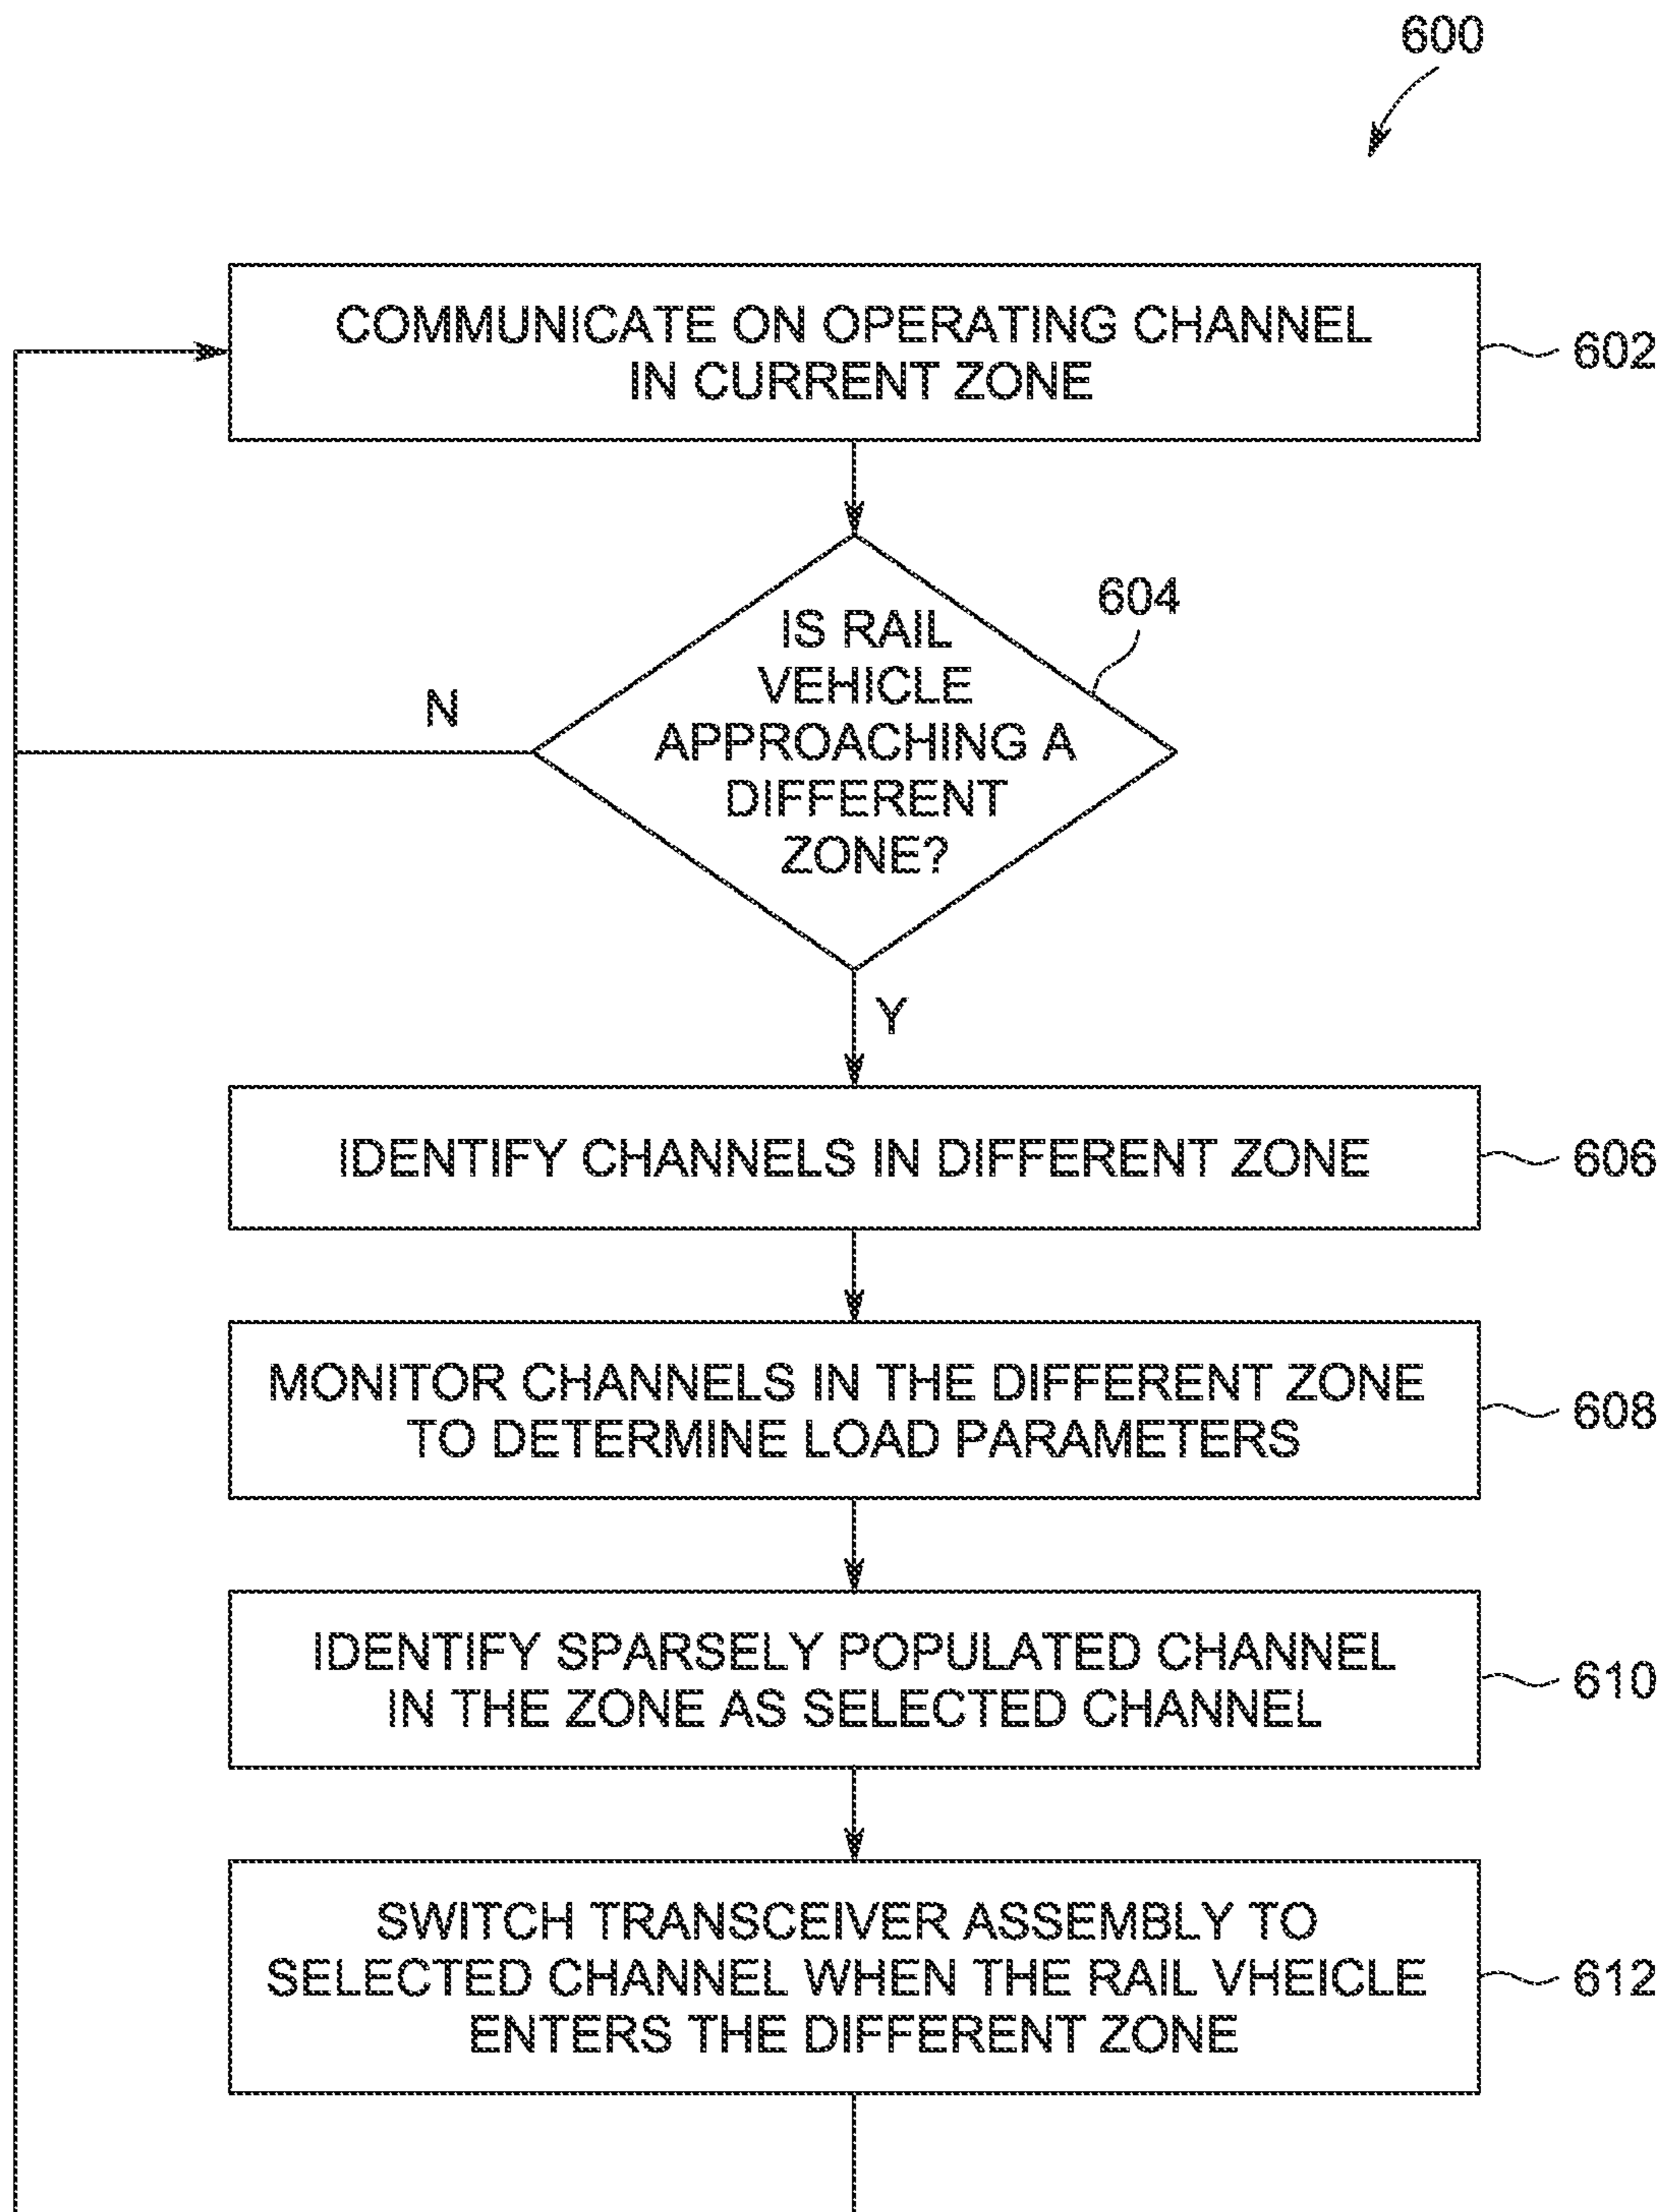 600
COMMUNICATE ON OPERATING CHANNEL
IN CURRENT ZONE
602
IS RAIL
VEHICLE
APPROACHING A
DIFFERENT
ZONE?
604
N
Y
IDENTIFY CHANNELS IN DIFFERENT ZONE
606
MONITOR CHANNELS IN THE DIFFERENT ZONE
TO DETERMINE LOAD PARAMETERS
608
IDENTIFY SPARSELY POPULATED CHANNEL
IN THE ZONE AS SELECTED CHANNEL
610
SWITCH TRANSCEIVER ASSEMBLY TO
SELECTED CHANNEL WHEN THE RAIL VHEICLE
ENTERS THE DIFFERENT ZONE
612